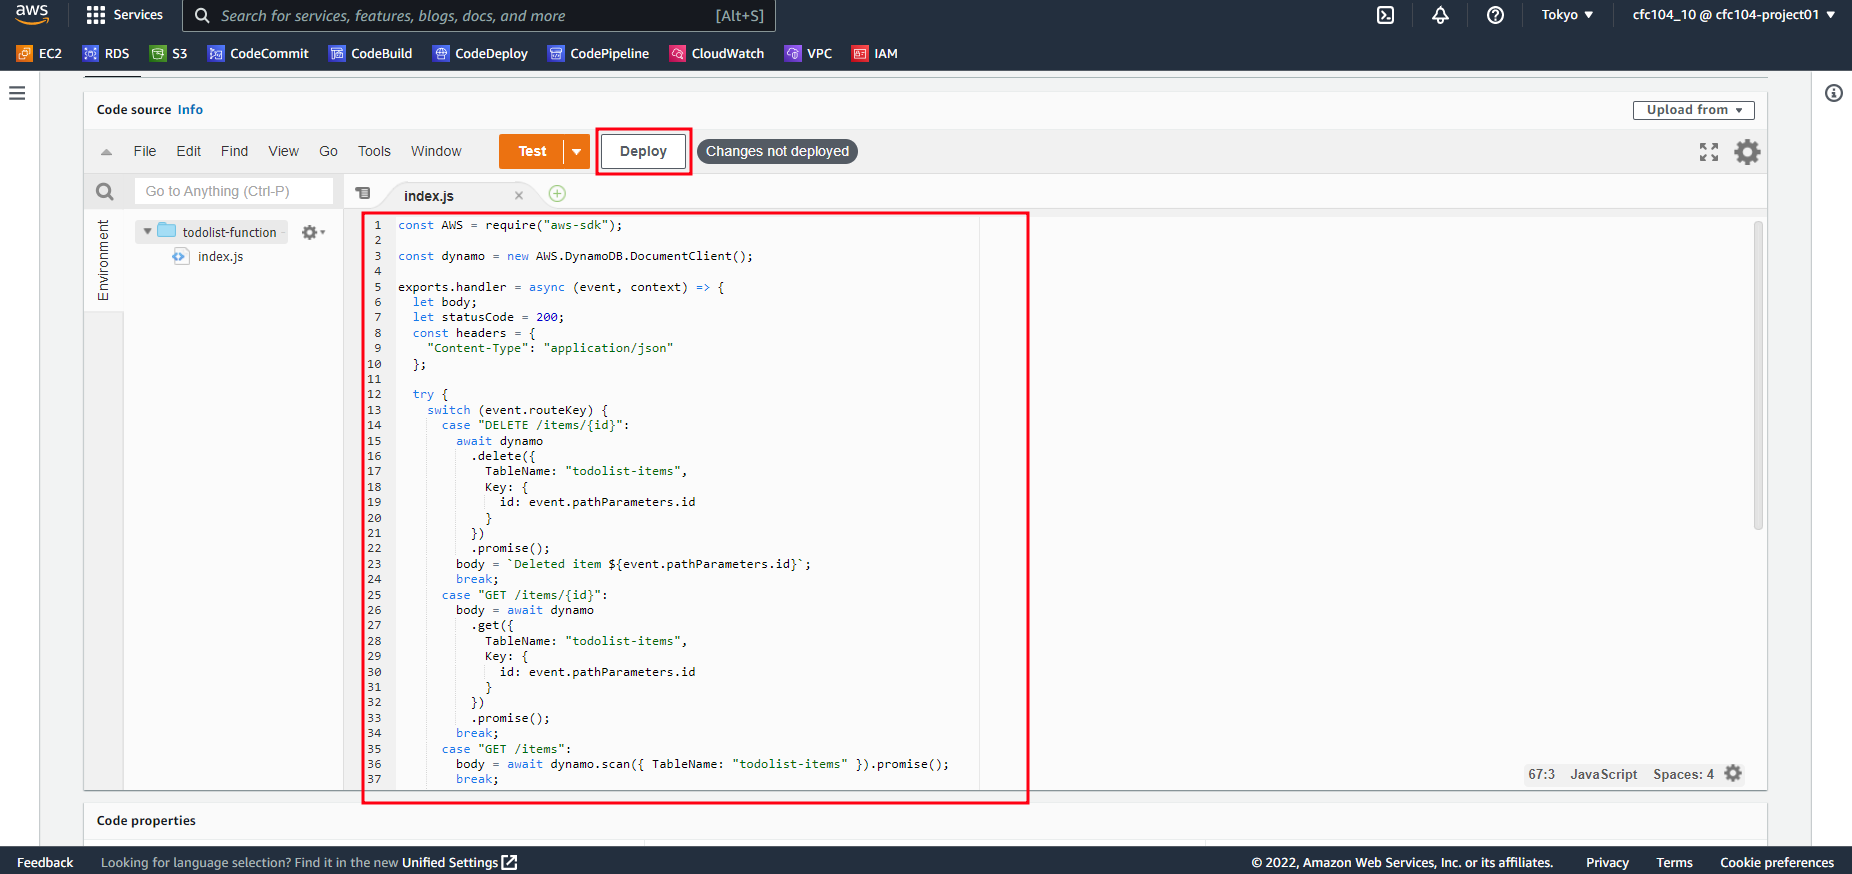 aws Services Search for services, features, blogs, docs, and more [Alt+S] Tokyo ▼ cfc104_10 @ cfc104-project01 ▼
EC2 RDS S3 CodeCommit CodeBuild CodeDeploy CodePipeline CloudWatch VPC IAM
Code source Info Upload from ▼
File Edit Find View Go Tools Window Test Deploy Changes not deployed
Go to Anything (Ctrl-P) index.js
Environment
todolist-function -
index.js
1 const AWS = require("aws-sdk");
2
3 const dynamo = new AWS.DynamoDB.DocumentClient();
4
5 exports.handler = async (event, context) => {
6 let body;
7 let statusCode = 200;
8 const headers = {
9 "Content-Type": "application/json"
10 };
11
12 try {
13 switch (event.routeKey) {
14 case "DELETE /items/{id}":
15 await dynamo
16 .delete({
17 TableName: "todolist-items",
18 Key: {
19 id: event.pathParameters.id
20 }
21 })
22 .promise();
23 body = `Deleted item ${event.pathParameters.id}`;
24 break;
25 case "GET /items/{id}":
26 body = await dynamo
27 .get({
28 TableName: "todolist-items",
29 Key: {
30 id: event.pathParameters.id
31 }
32 })
33 .promise();
34 break;
35 case "GET /items":
36 body = await dynamo.scan({ TableName: "todolist-items" }).promise();
37 break;
67:3 JavaScript Spaces: 4
Code properties
Feedback Looking for language selection? Find it in the new Unified Settings © 2022, Amazon Web Services, Inc. or its affiliates. Privacy Terms Cookie preferences